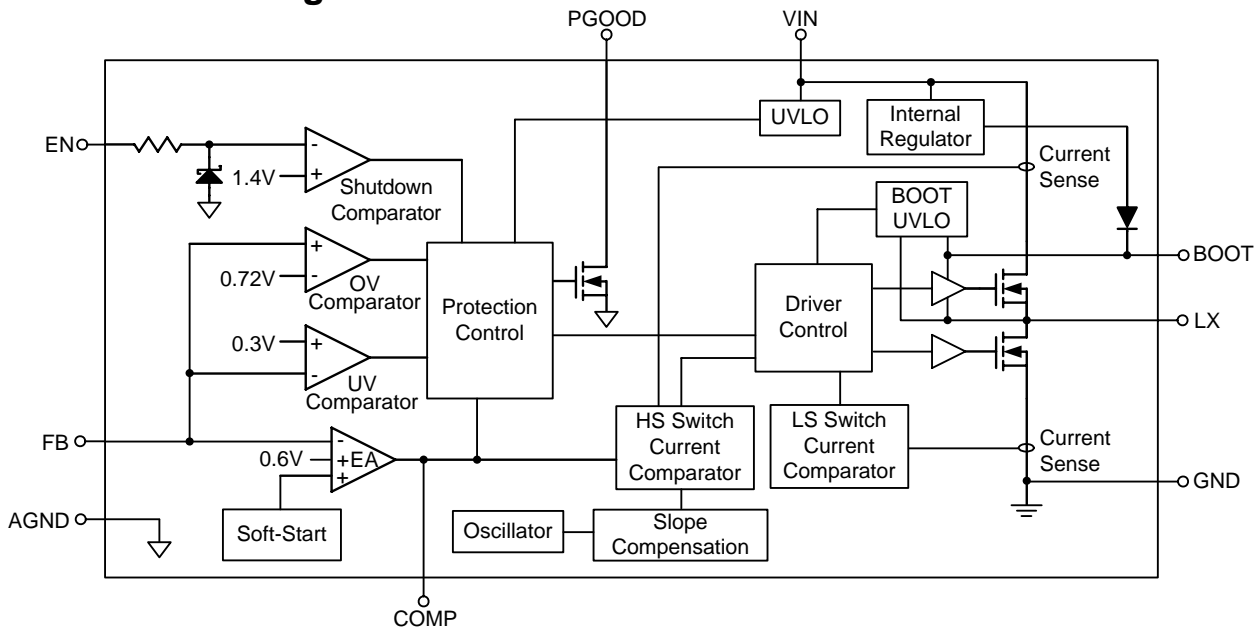 PGOOD
VIN
UVLO
Internal
Regulator
EN
1.4V
-
+
Shutdown
Comparator
Current
Sense
BOOT
UVLO
BOOT
+
0.72V
-
OV
Comparator
Protection
Control
Driver
Control
LX
0.3V
+
-
UV
Comparator
FB
-
0.6V
+EA
+
HS Switch
Current
Comparator
LS Switch
Current
Comparator
Current
Sense
GND
AGND
Soft-Start
Oscillator
Slope
Compensation
COMP